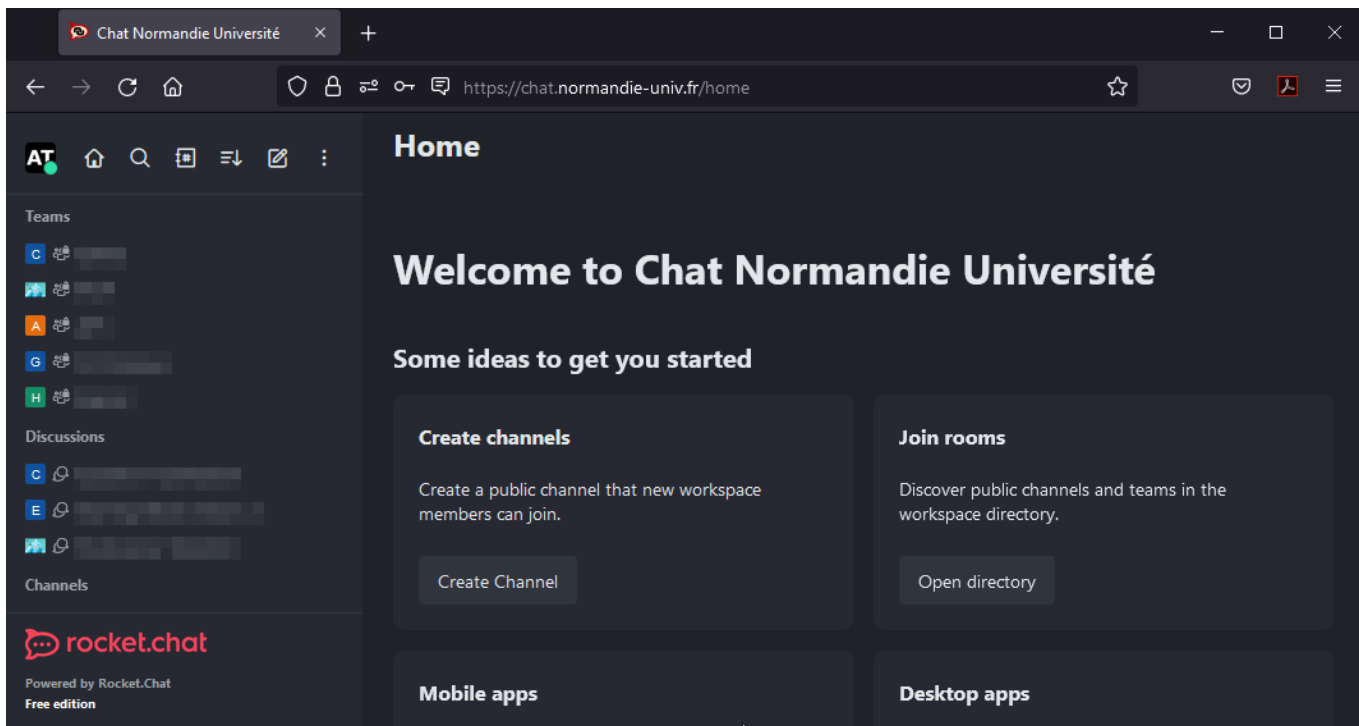 Chat Normandie Université
https://chat.normandie-univ.fr/home
AT
Home
Teams
C
A
G
H
Discussions
C
E
Channels
rocket.chat
Powered by Rocket.Chat
Free edition
Welcome to Chat Normandie Université
Some ideas to get you started
Create channels
Create a public channel that new workspace
members can join.
Create Channel
Join rooms
Discover public channels and teams in the
workspace directory.
Open directory
Mobile apps
Desktop apps